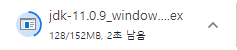 jdk-11.0.9_window....ex
128/152MB, 2초 남음